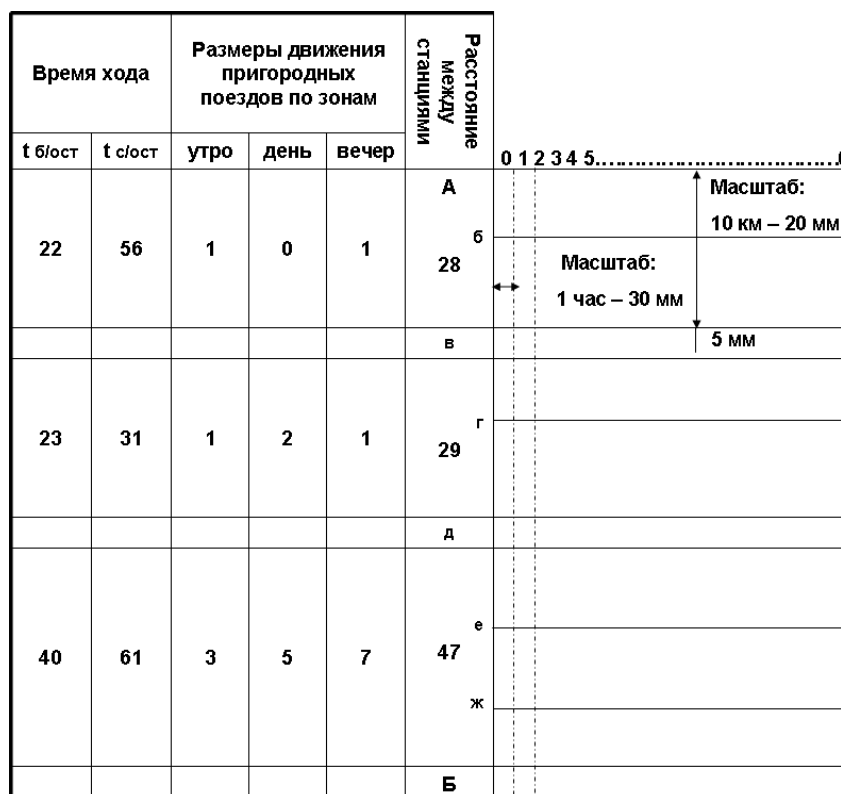 Время хода
Размеры движения
пригородных
поездов по зонам
Расстояние
между
станциями
t б/ост
t с/ост
утро
день
вечер
0 1 2 3 4 5.......................................0
А
Масштаб:
10 км – 20 мм
б
22
56
1
0
1
28
Масштаб:
1 час – 30 мм
в
5 мм
г
23
31
1
2
1
29
д
е
40
61
3
5
7
47
ж
Б